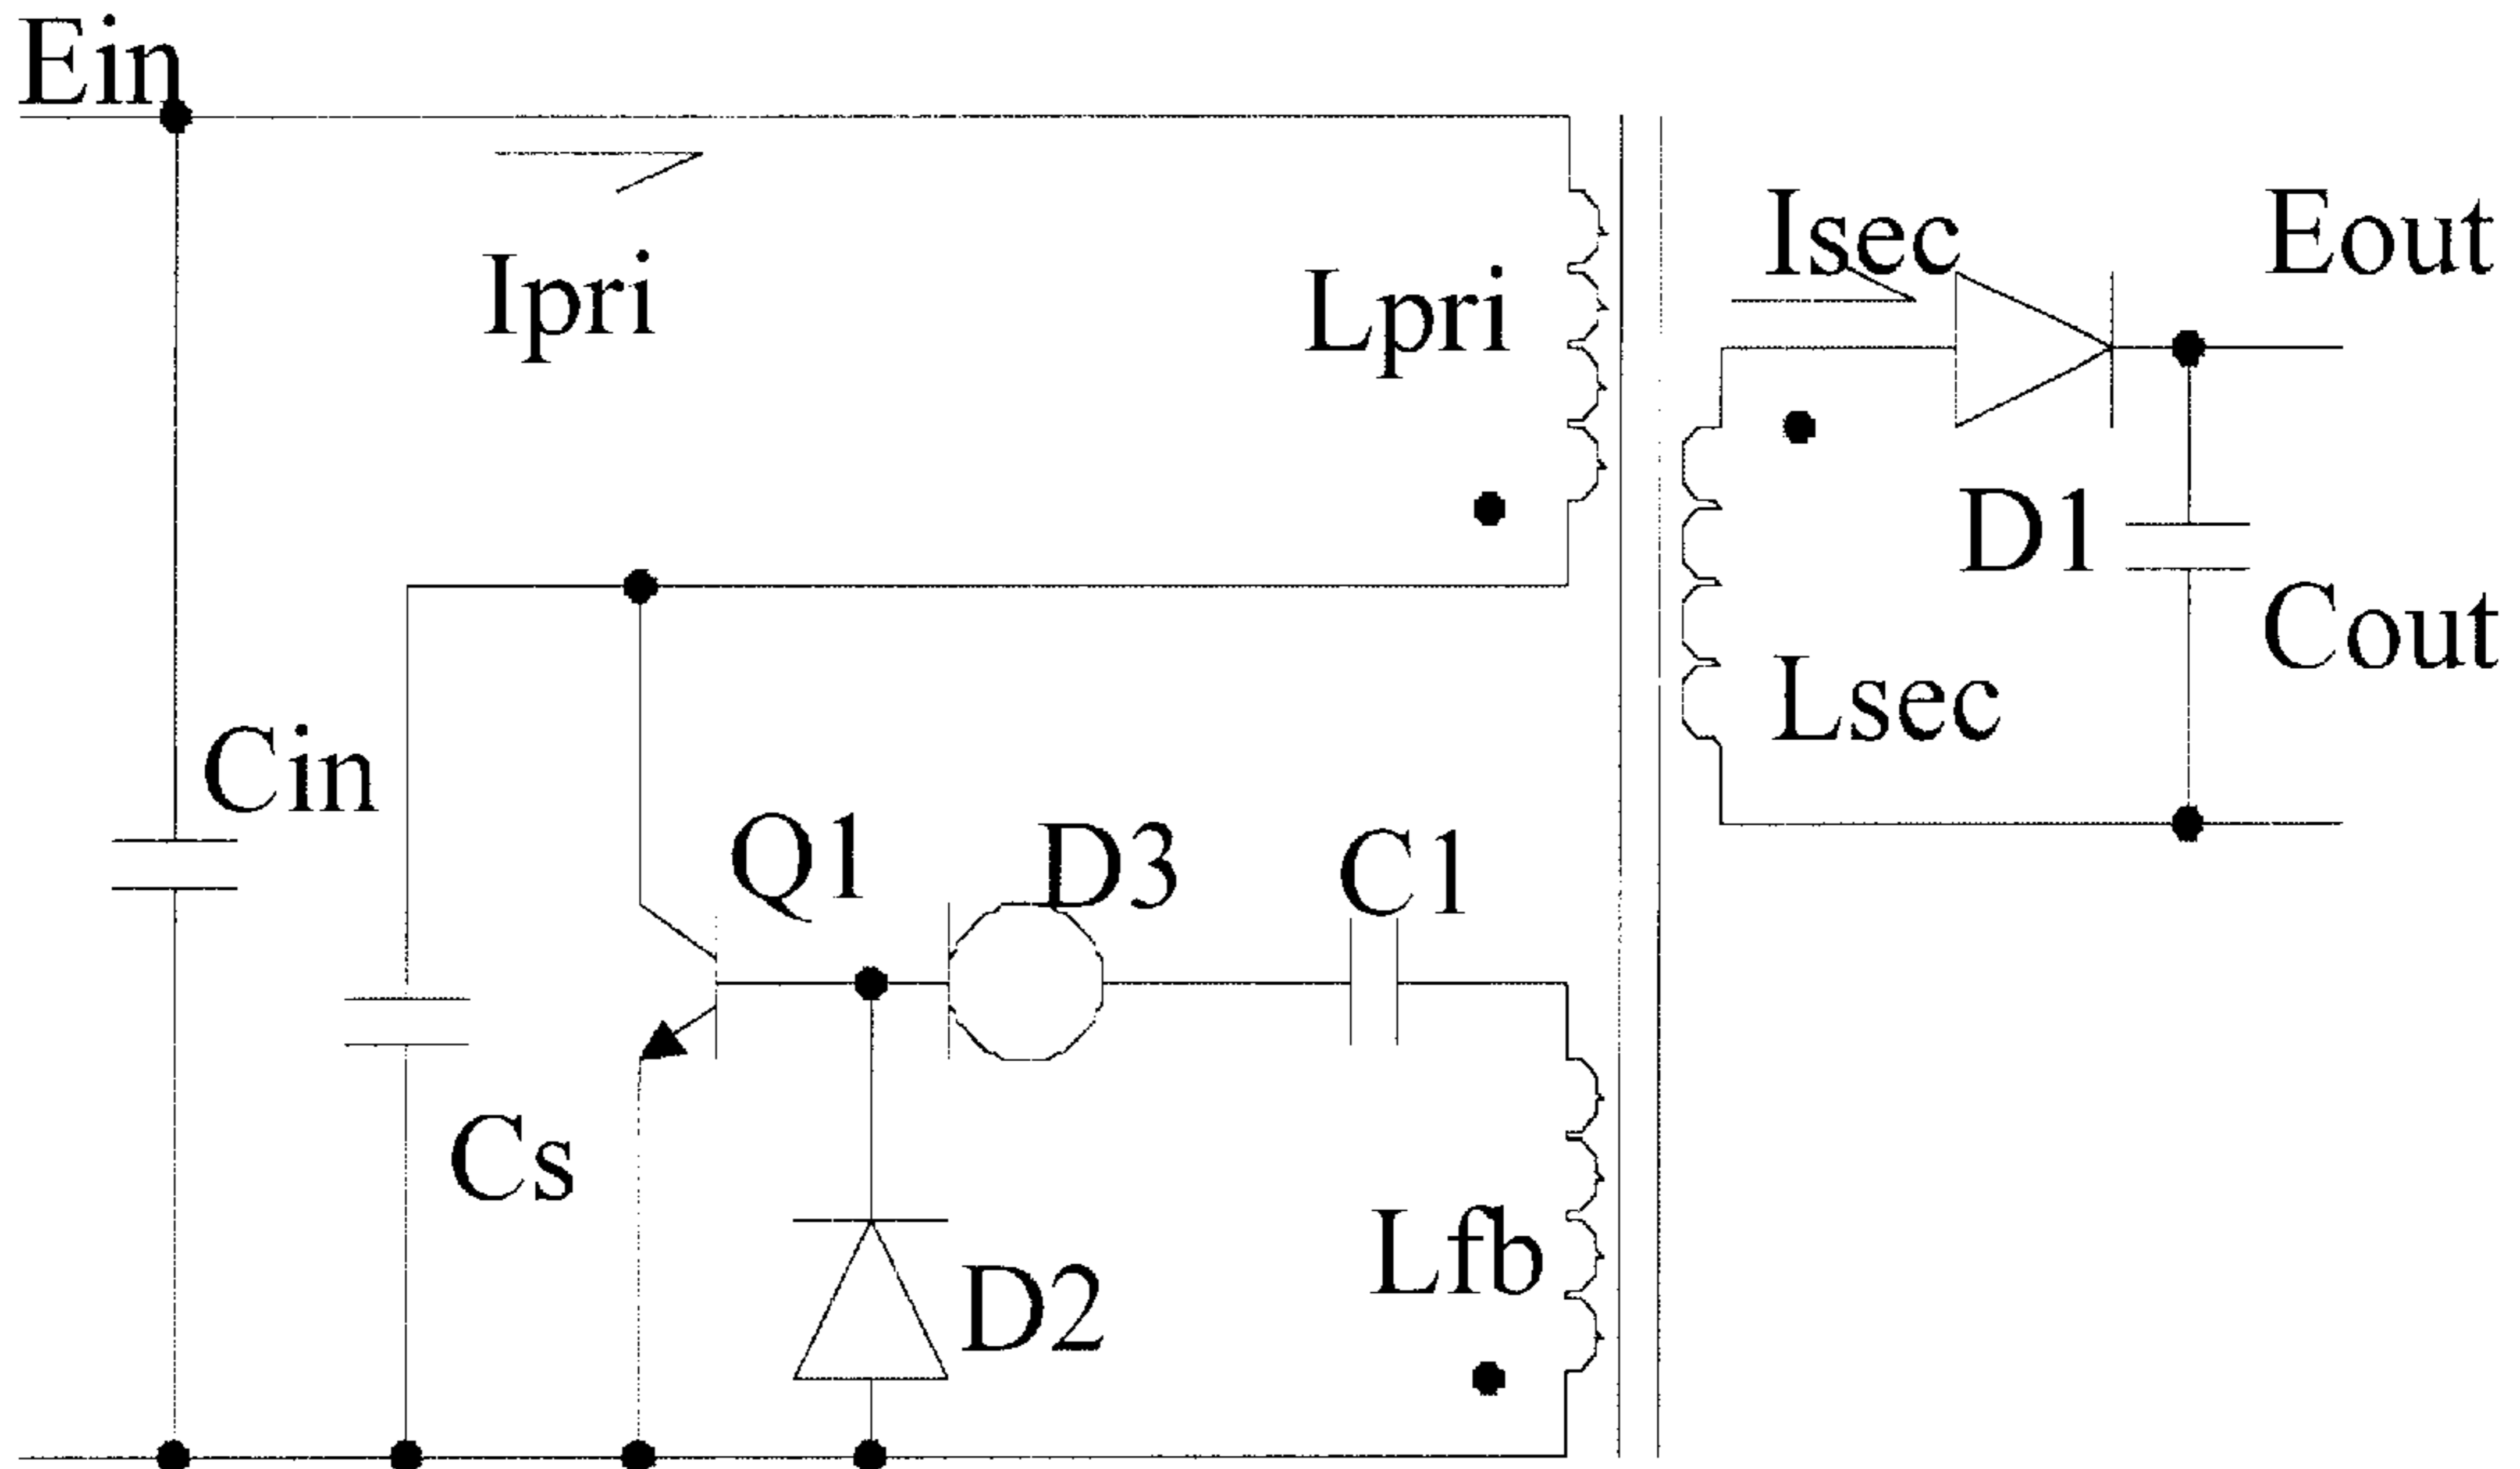 Ein
Ipri
Lpri
Isec
Eout
D1
Cout
Lsec
Cin
Q1
D3
C1
Cs
Lfb
D2